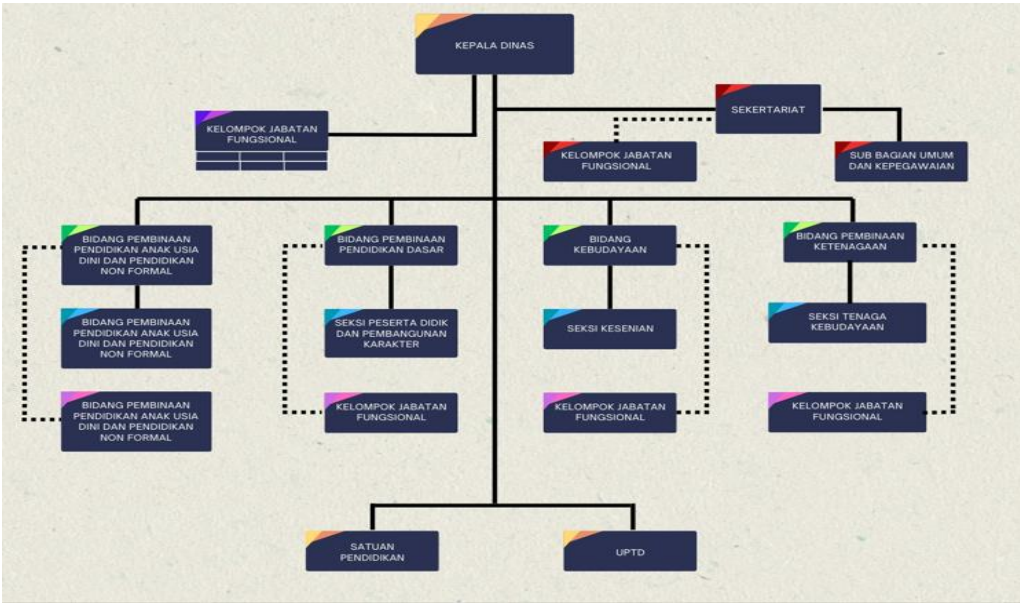 KEPALA DINAS
SEKERTARIAT
KELOMPOK JABATAN
FUNGSIONAL
KELOMPOK JABATAN
FUNGSIONAL
SUB BAGIAN UMUM
DAN KEPEGAWAIAN
BIDANG PEMBINAAN
PENDIDIKAN ANAK USIA
DINI DAN PENDIDIKAN
NON FORMAL
BIDANG PEMBINAAN
PENDIDIKAN DASAR
BIDANG
KEBUDAYAAN
BIDANG PEMBINAAN
KETENAGAAN
BIDANG PEMBINAAN
PENDIDIKAN ANAK USIA
DINI DAN PENDIDIKAN
NON FORMAL
SEKSI PESERTA DIDIK
DAN PEMBANGUNAN
KARAKTER
SEKSI KESENIAN
SEKSI TENAGA
KEBUDAYAAN
BIDANG PEMBINAAN
PENDIDIKAN ANAK USIA
DINI DAN PENDIDIKAN
NON FORMAL
KELOMPOK JABATAN
FUNGSIONAL
KELOMPOK JABATAN
FUNGSIONAL
KELOMPOK JABATAN
FUNGSIONAL
SATUAN
PENDIDIKAN
UPTD